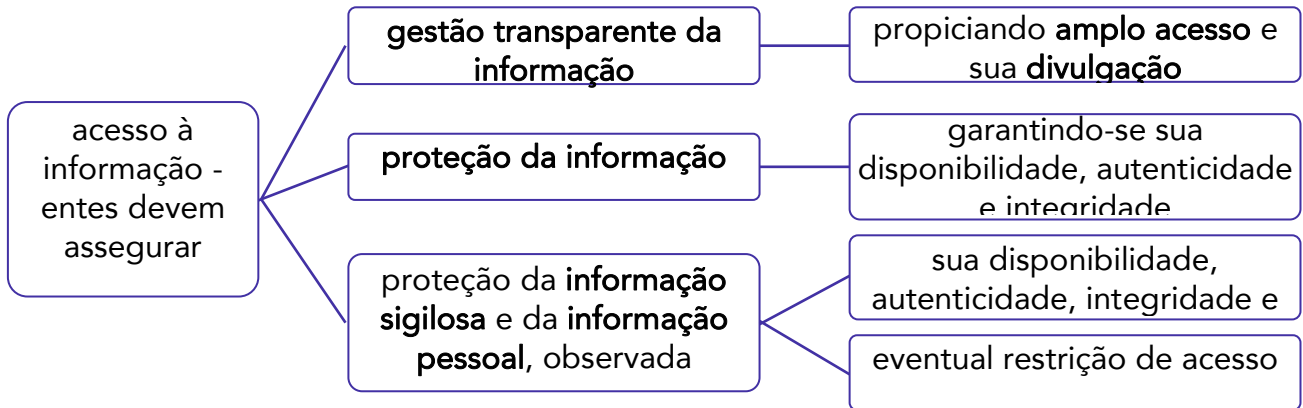 acesso à
informação -
entes devem
assegurar
gestão transparente da
informação
propiciando amplo acesso e
sua divulgação
proteção da informação
garantindo-se sua
disponibilidade, autenticidade
e integridade
proteção da informação
sigilosa e da informação
pessoal, observada
sua disponibilidade,
autenticidade, integridade e
eventual restrição de acesso